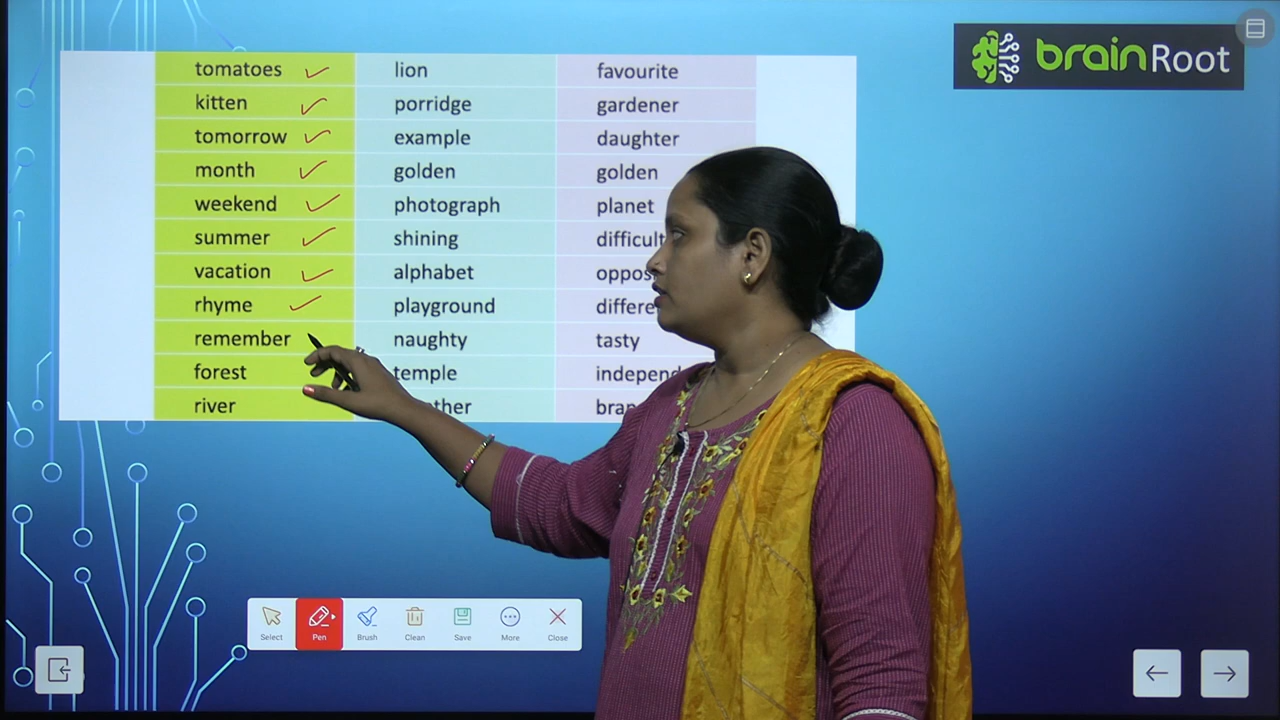 brainRoot
tomatoes lion favourite
kitten porridge gardener
tomorrow example daughter
month golden golden
weekend photograph planet
summer shining difficult
vacation alphabet
rhyme playground
remember naughty tasty
forest temple
river
Select Pen Brush Clean Save More Close